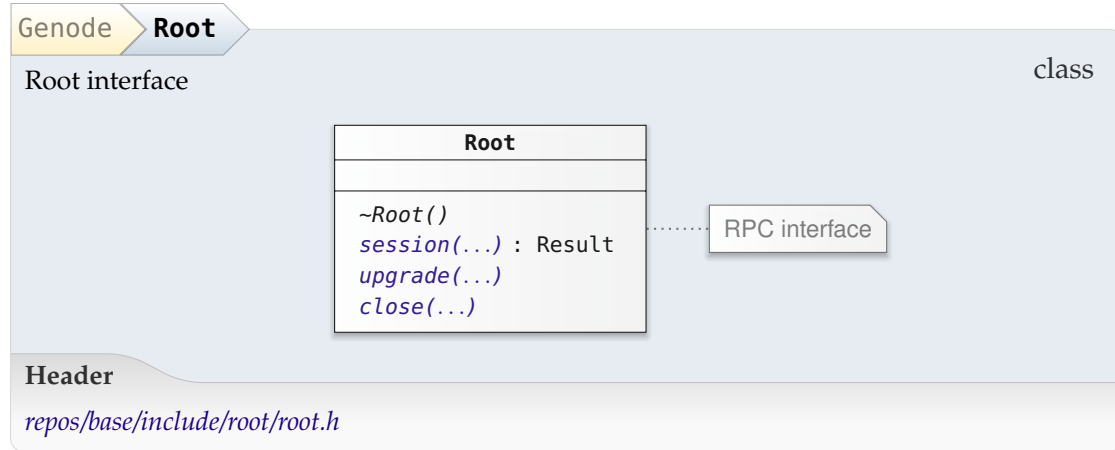 Genode Root
class
Root interface
Root
~Root()
session(...) : Result
upgrade(...)
close(...)
RPC interface
Header
repos/base/include/root/root.h